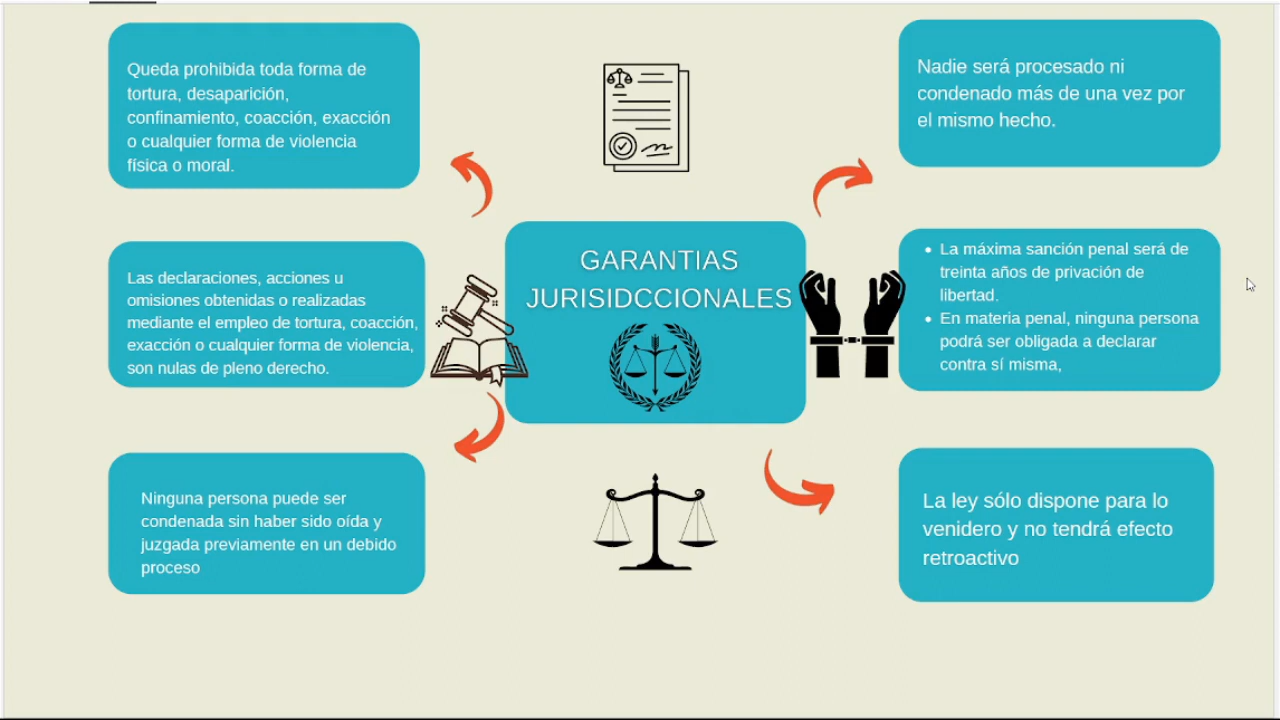 Queda prohibida toda forma de
tortura, desaparición,
confinamiento, coacción, exacción
o cualquier forma de violencia
física o moral.
Las declaraciones, acciones u
omisiones obtenidas o realizadas
mediante el empleo de tortura, coacción,
exacción o cualquier forma de violencia,
son nulas de pleno derecho.
Ninguna persona puede ser
condenada sin haber sido oída y
juzgada previamente en un debido
proceso
GARANTIAS
JURISIDCCIONALES
Nadie será procesado ni
condenado más de una vez por
el mismo hecho.
• La máxima sanción penal será de
treinta años de privación de
libertad.
• En materia penal, ninguna persona
podrá ser obligada a declarar
contra sí misma,
La ley sólo dispone para lo
venidero y no tendrá efecto
retroactivo